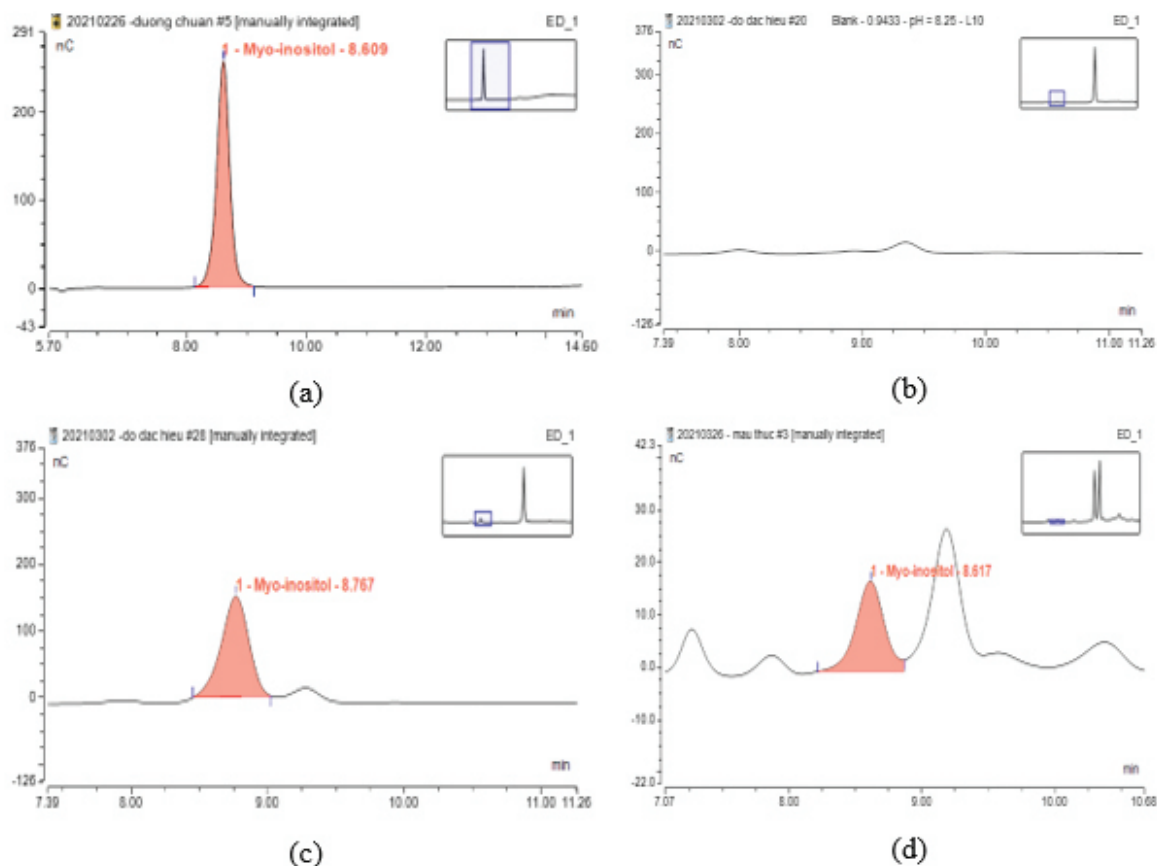 20210226 -duong chuan #5 [manually integrated] ED_1
291
nC
1 - Myo-inositol - 8.609
200
100
0
-43
min
5.70 8.00 10.00 12.00 14.60
(a)
20210302 -do dac hieu #20 Blank - 0.9433 - pH = 8.25 - L10 ED_1
376
nC
300
200
100
0
-126
min
7.39 8.00 9.00 10.00 11.00 11.26
(b)
20210302 -do dac hieu #28 [manually integrated] ED_1
376
nC
300
200
100
0
-126
min
1 - Myo-inositol - 8.767
7.39 8.00 9.00 10.00 11.00 11.26
(c)
20210326 - mau thuc #3 [manually integrated] ED_1
42.3
nC
30.0
20.0
1 - Myo-inositol - 8.617
10.0
0.0
-10.0
-22.0
min
7.07 8.00 9.00 10.00 10.68
(d)